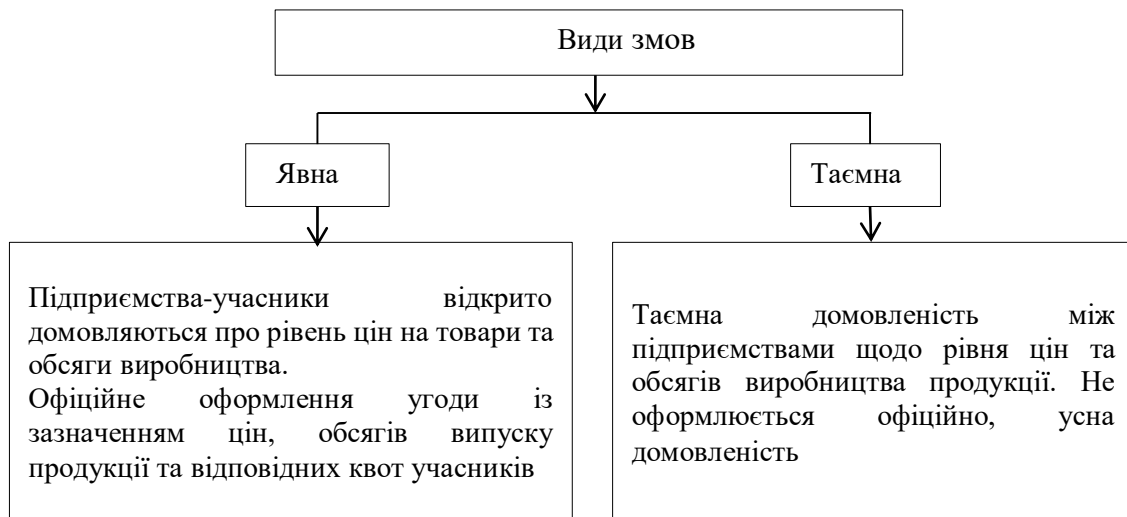 Види змов
Явна
Таємна
Підприємства-учасники відкрито
домовляються про рівень цін на товари та
обсяги виробництва.
Офіційне оформлення угоди із
зазначенням цін, обсягів випуску
продукції та відповідних квот учасників
Таємна домовленість між
підприємствами щодо рівня цін та
обсягів виробництва продукції. Не
оформлюється офіційно, усна
домовленість